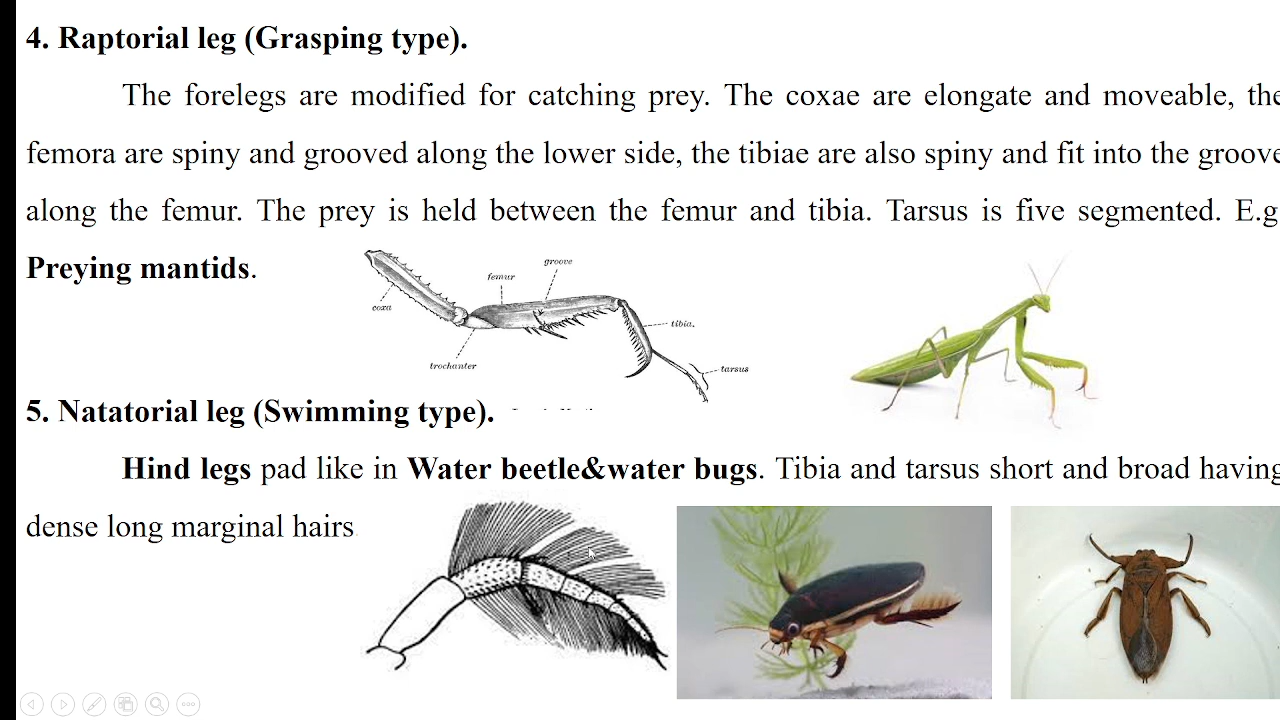 4. Raptorial leg (Grasping type).
The forelegs are modified for catching prey. The coxae are elongate and moveable, the
femora are spiny and grooved along the lower side, the tibiae are also spiny and fit into the groove
along the femur. The prey is held between the femur and tibia. Tarsus is five segmented. E.g
Preying mantids.
groove
femur
coxa
tibia.
trochanter
tarsus
5. Natatorial leg (Swimming type).
Hind legs pad like in Water beetle&water bugs. Tibia and tarsus short and broad having
dense long marginal hairs